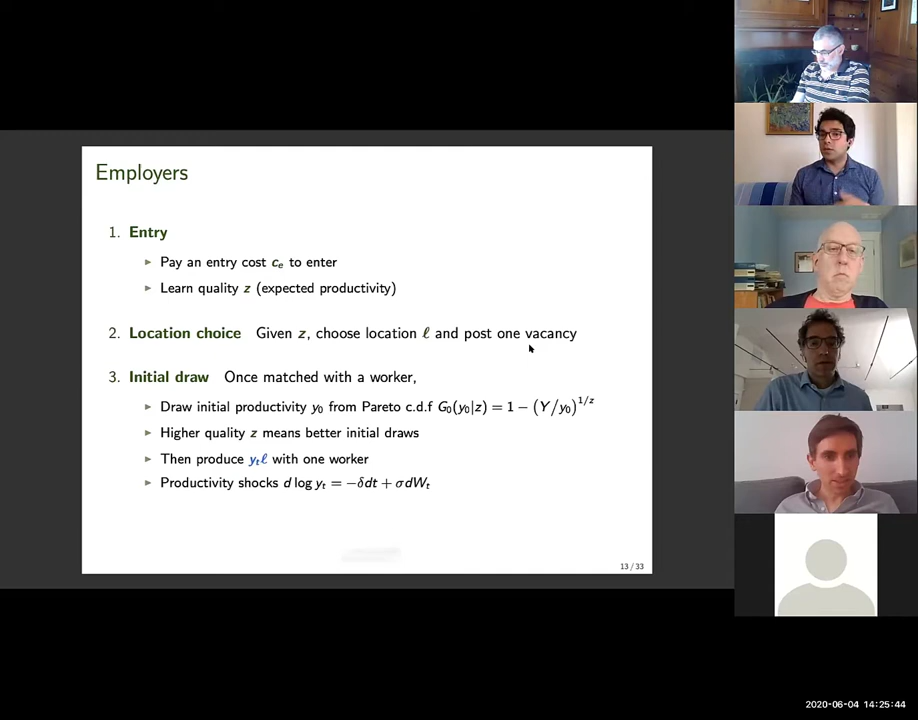 Employers
1. Entry
▶ Pay an entry cost cₑ to enter
▶ Learn quality z (expected productivity)
2. Location choice Given z, choose location ℓ and post one vacancy
3. Initial draw Once matched with a worker,
▶ Draw initial productivity y₀ from Pareto c.d.f G₀(y₀|z) = 1 − (Y/y₀)^{1/z}
▶ Higher quality z means better initial draws
▶ Then produce yₜℓ with one worker
▶ Productivity shocks d log yₜ = −δdt + σdWₜ
13 / 33
2020-06-04 14:25:44